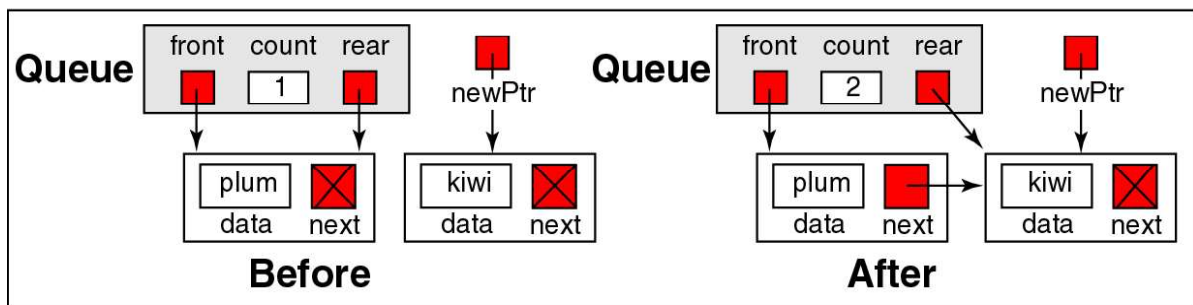 front count rear
Queue
1
newPtr
plum
kiwi
data next
data next
Before
front count rear
Queue
2
newPtr
plum
kiwi
data next
data next
After